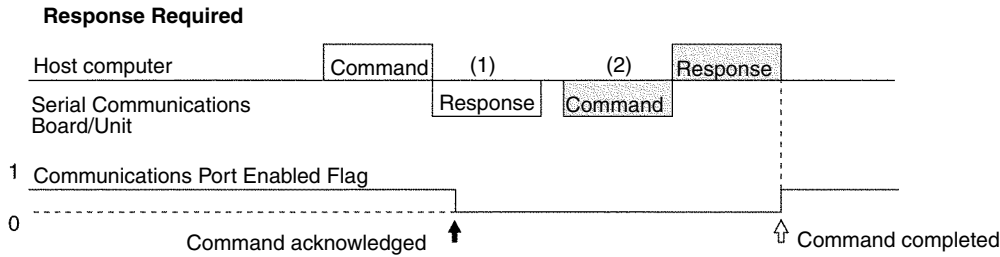 Response Required
Host computer
Command
(1)
(2)
Response
Serial Communications
Board/Unit
Response
Command
1
Communications Port Enabled Flag
0
Command acknowledged
Command completed